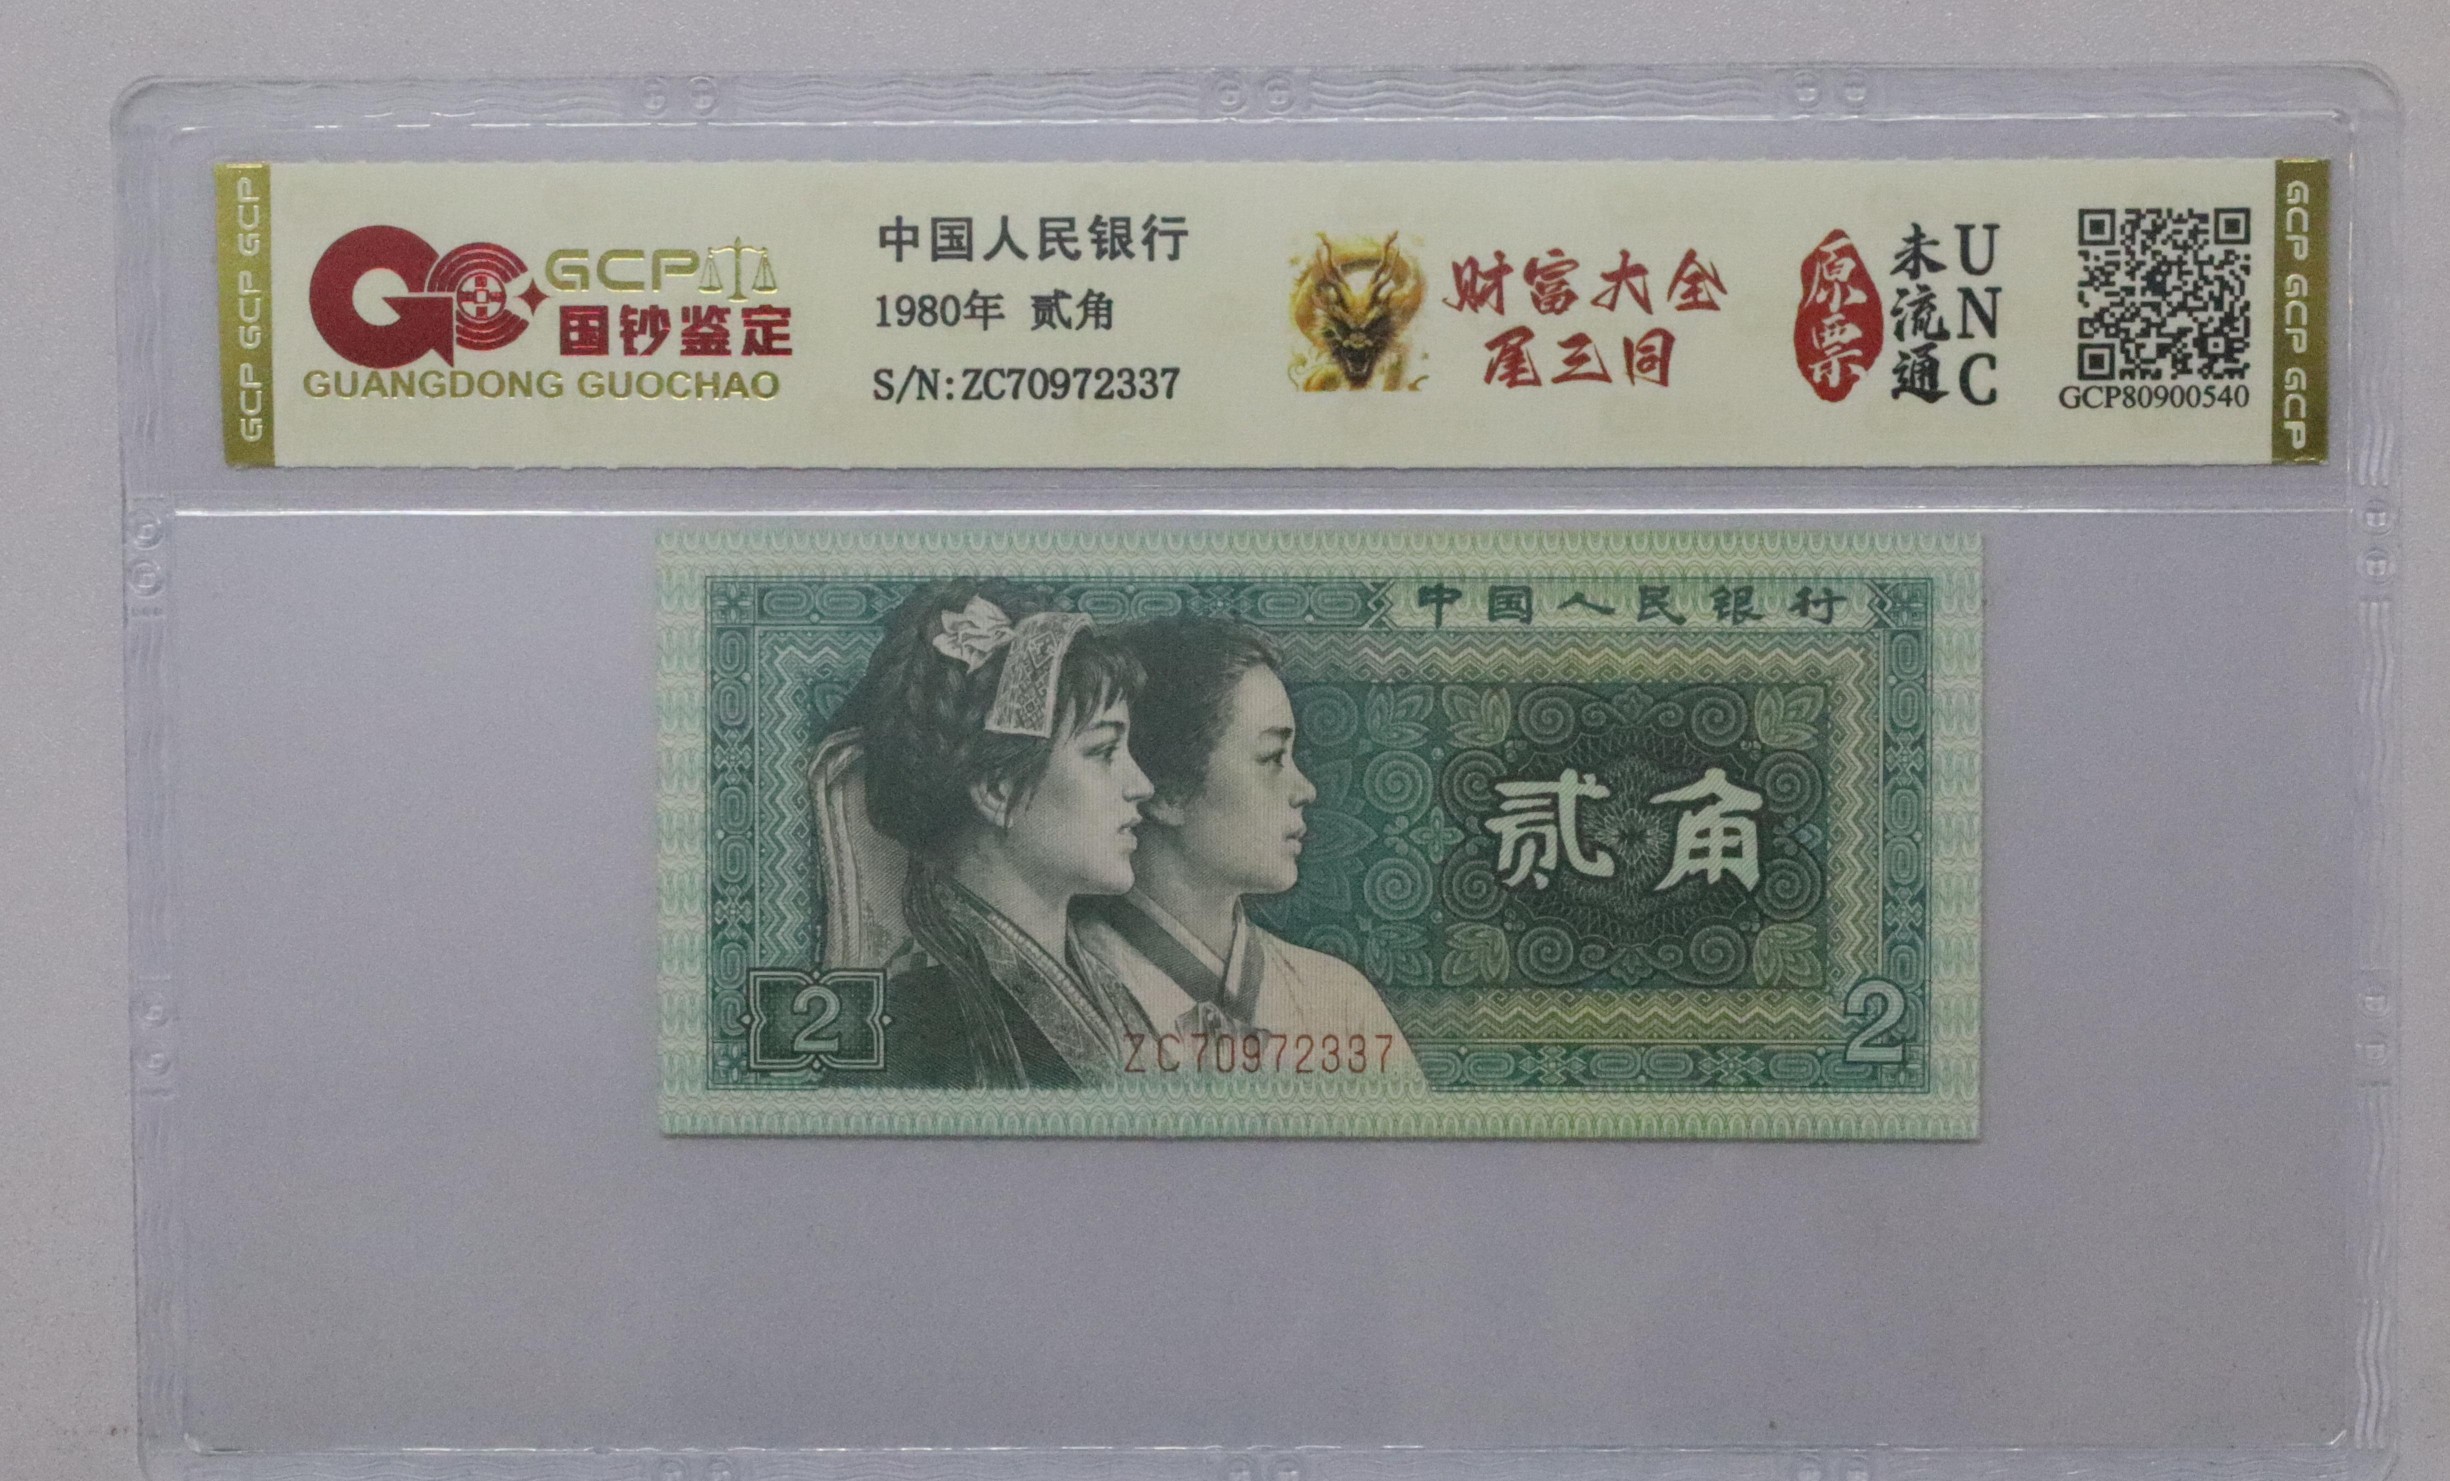 GCP GCP GCP
GCP
国钞鉴定
GUANGDONG GUOCHAO
中国人民银行
1980年 贰角
S/N:ZC70972337
财富大全
尾三同
原票
未流通
UNC
GCP80900540
GCP GCP GCP GCP
中国人民银行
贰角
2
ZC70972337
2